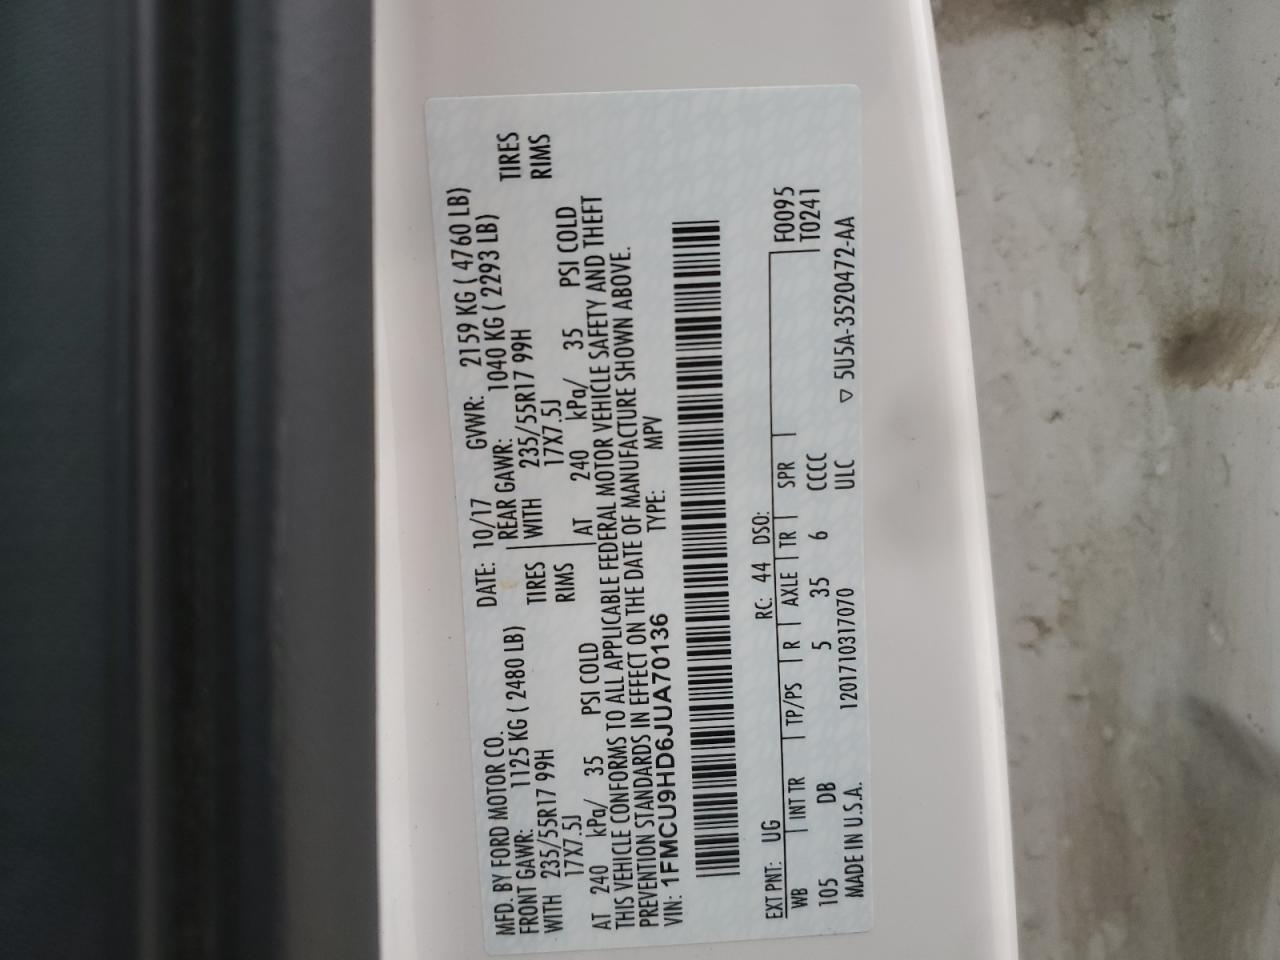 MFD. BY FORD MOTOR CO. DATE: 10/17 GVWR: 2159 KG ( 4760 LB)
FRONT GAWR: 1125 KG ( 2480 LB) REAR GAWR: 1040 KG ( 2293 LB)
WITH 235/55R17 99H TIRES WITH 235/55R17 99H TIRES
17X7.5J RIMS 17X7.5J RIMS
AT 240 kPa/ 35 PSI COLD AT 240 kPa/ 35 PSI COLD
THIS VEHICLE CONFORMS TO ALL APPLICABLE FEDERAL MOTOR VEHICLE SAFETY AND THEFT
PREVENTION STANDARDS IN EFFECT ON THE DATE OF MANUFACTURE SHOWN ABOVE.
VIN: 1FMCU9HD6JUA70136 TYPE: MPV
EXT PNT: UG RC: 44 DSO:
WB INT TR TP/PS R AXLE TR SPR F0095
105 DB 5 35 6 CCCC T0241
MADE IN U.S.A. 1201710317070 ULC ▽ 5U5A-3520472-AA